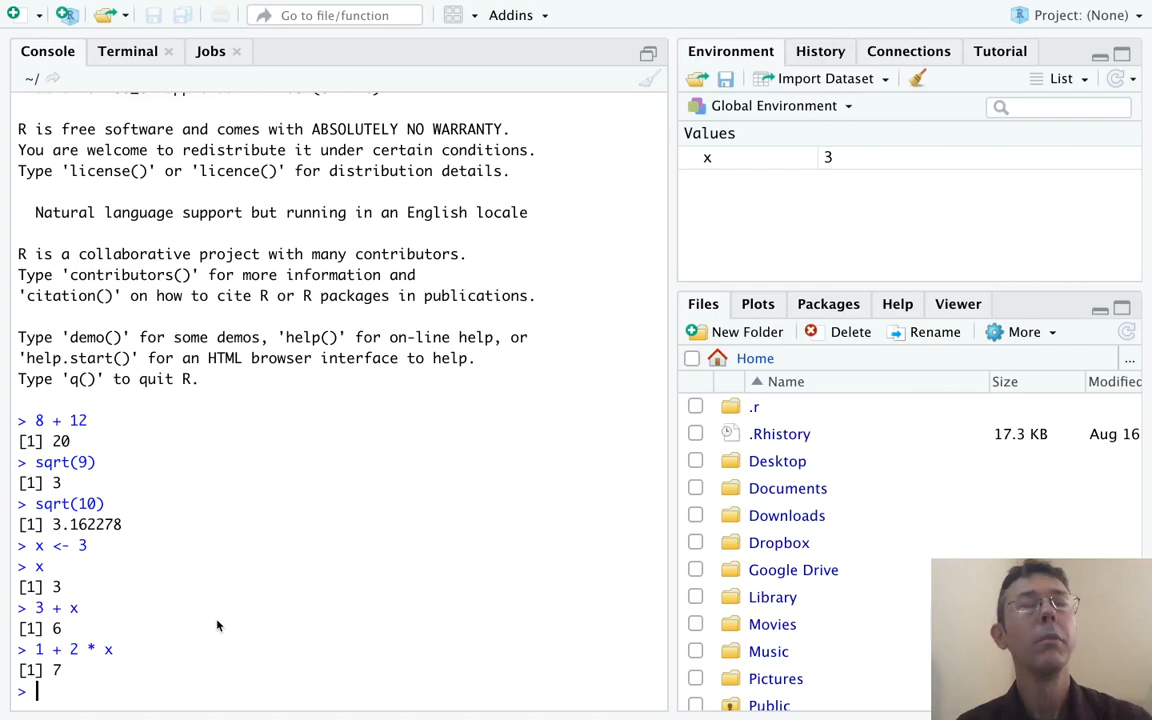 Go to file/function
Addins
Project: (None)
Console
Terminal
Jobs
~/
R is free software and comes with ABSOLUTELY NO WARRANTY.
You are welcome to redistribute it under certain conditions.
Type 'license()' or 'licence()' for distribution details.
Natural language support but running in an English locale
R is a collaborative project with many contributors.
Type 'contributors()' for more information and
'citation()' on how to cite R or R packages in publications.
Type 'demo()' for some demos, 'help()' for on-line help, or
'help.start()' for an HTML browser interface to help.
Type 'q()' to quit R.
> 8 + 12
[1] 20
> sqrt(9)
[1] 3
> sqrt(10)
[1] 3.162278
> x <- 3
> x
[1] 3
> 3 + x
[1] 6
> 1 + 2 * x
[1] 7
>
Environment
History
Connections
Tutorial
Import Dataset
List
Global Environment
Values
x 3
Files
Plots
Packages
Help
Viewer
New Folder
Delete
Rename
More
Home
...
Name
Size
Modified
.r
.Rhistory 17.3 KB Aug 16
Desktop
Documents
Downloads
Dropbox
Google Drive
Library
Movies
Music
Pictures
Public